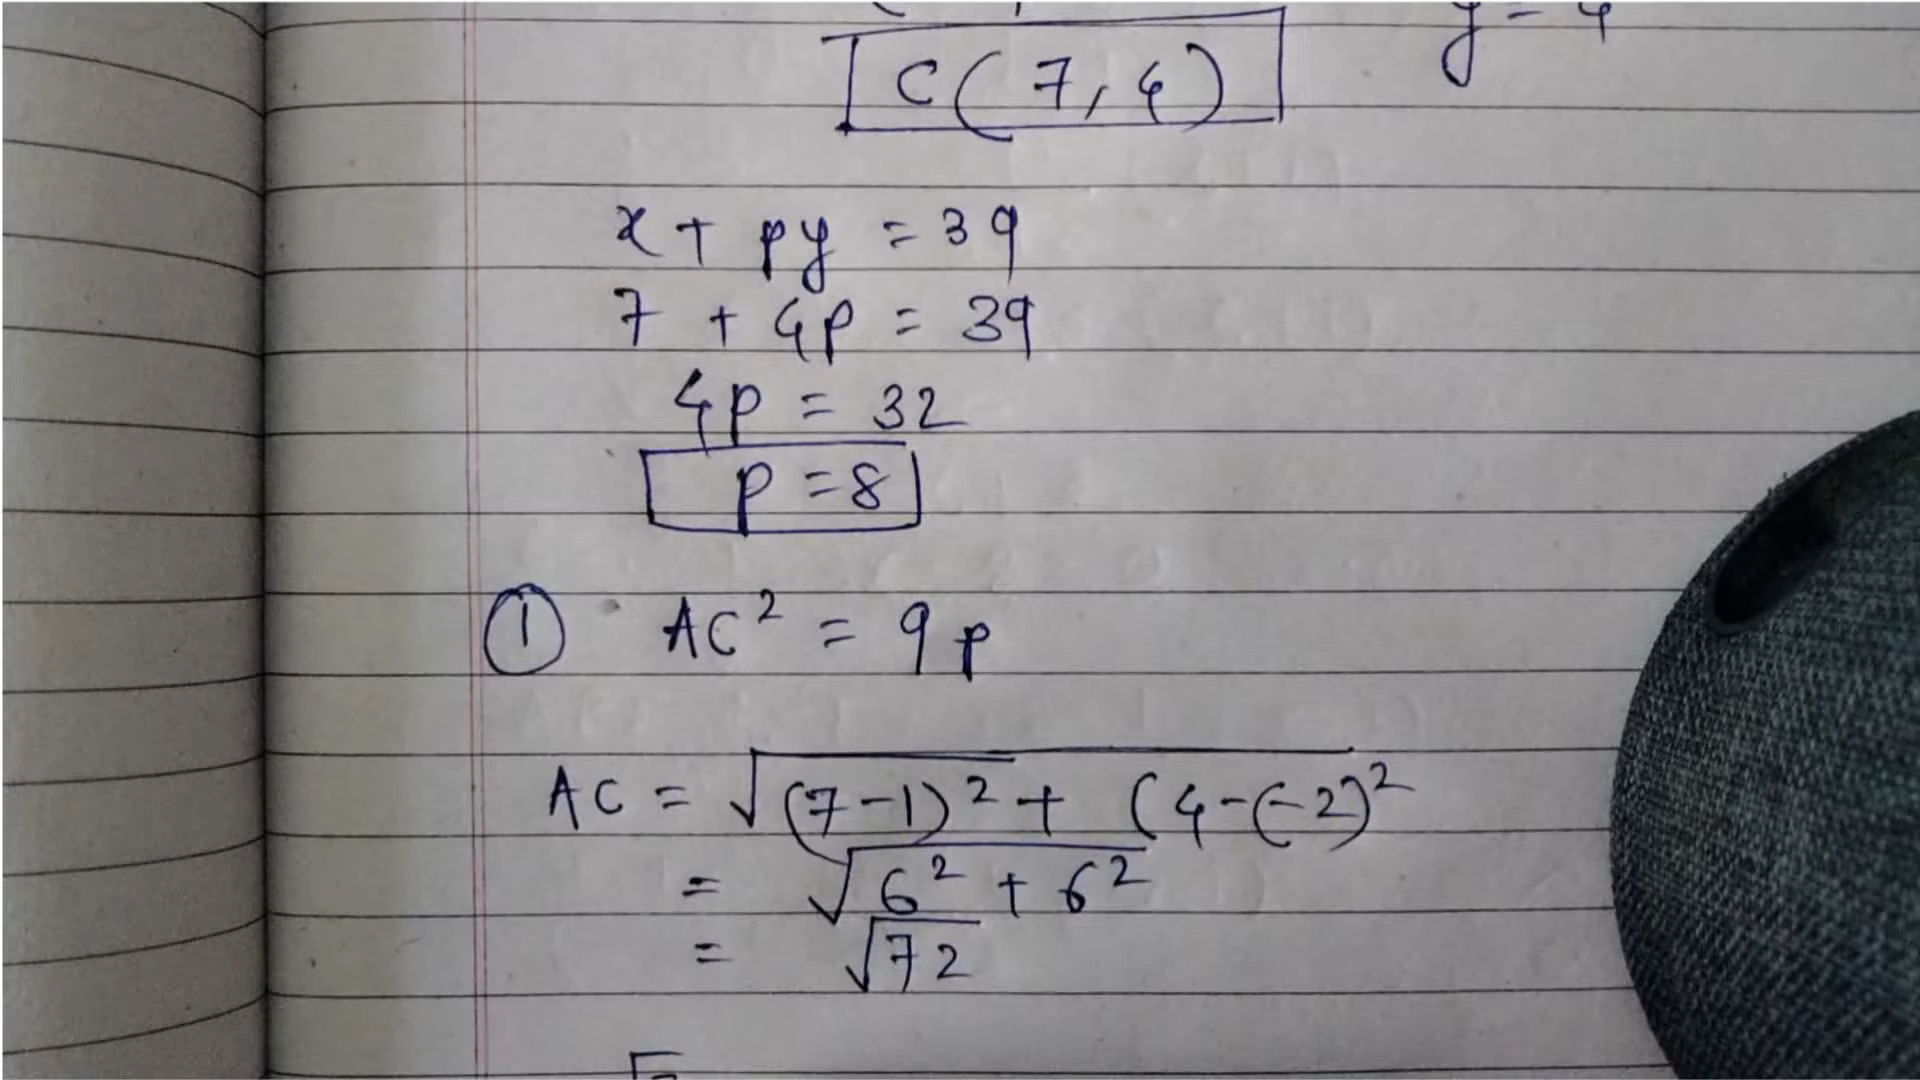 y = 4
C(7,4)
x + py = 39
7 + 4p = 39
4p = 32
p = 8
① AC² = 9p
AC = √(7-1)² + (4-(-2)²
= √6² + 6²
= √72